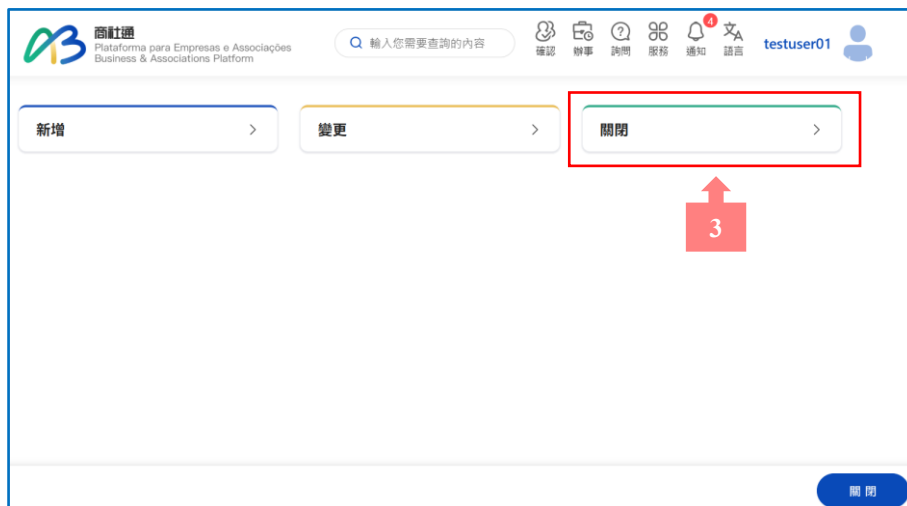 商社通
Plataforma para Empresas e Associações
Business & Associations Platform
輸入您需要查詢的內容
確認
辦事
詢問
服務
4
通知
語言
testuser01
新增
變更
關閉
3
關閉